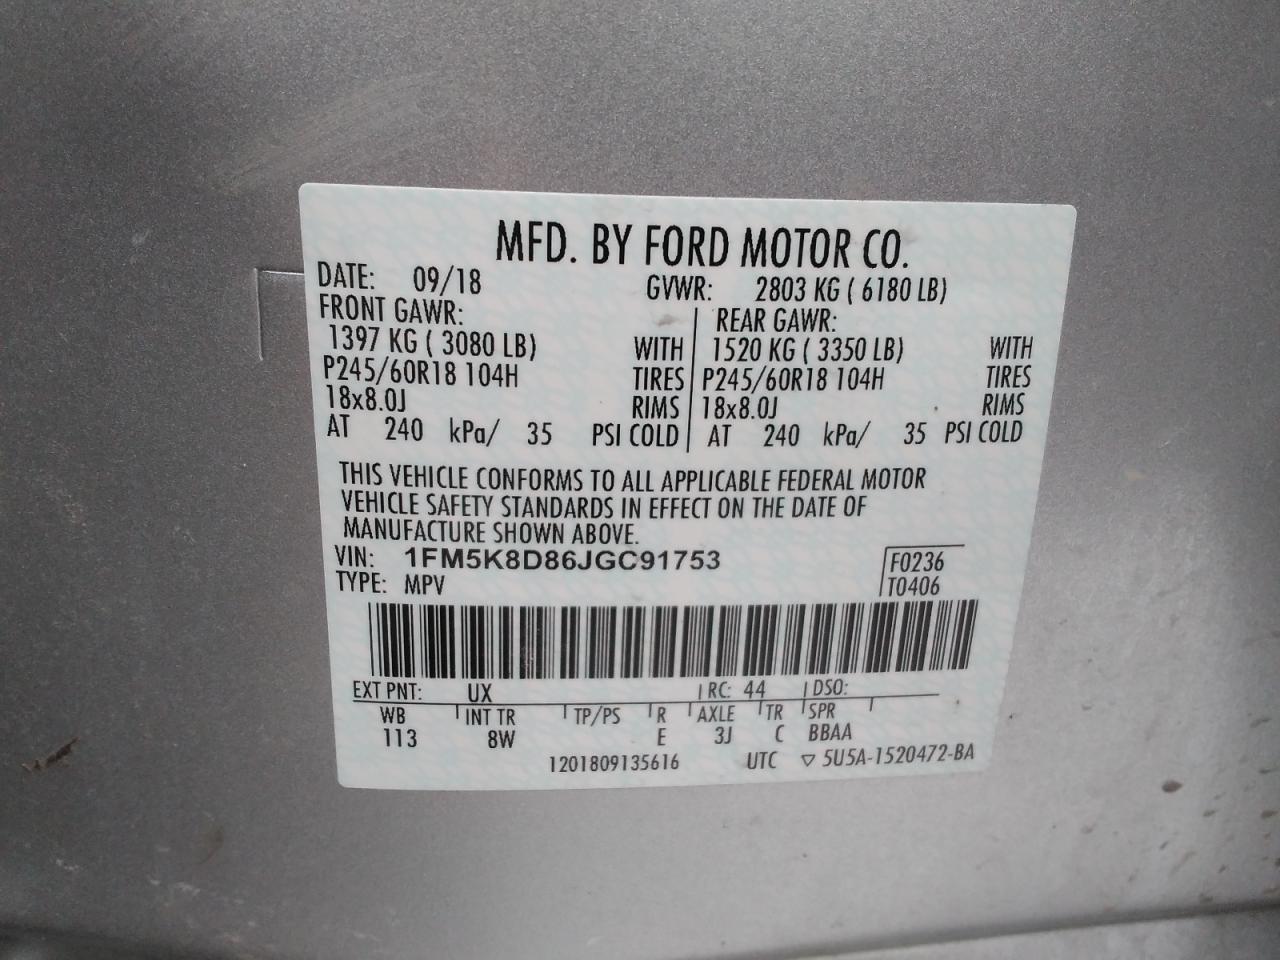 MFD. BY FORD MOTOR CO.
DATE: 09/18 GVWR: 2803 KG ( 6180 LB)
FRONT GAWR: REAR GAWR:
1397 KG ( 3080 LB) WITH 1520 KG ( 3350 LB) WITH
P245/60R18 104H TIRES P245/60R18 104H TIRES
18x8.0J RIMS 18x8.0J RIMS
AT 240 kPa/ 35 PSI COLD AT 240 kPa/ 35 PSI COLD
THIS VEHICLE CONFORMS TO ALL APPLICABLE FEDERAL MOTOR
VEHICLE SAFETY STANDARDS IN EFFECT ON THE DATE OF
MANUFACTURE SHOWN ABOVE.
VIN: 1FM5K8D86JGC91753 F0236
TYPE: MPV T0406
EXT PNT: UX RC: 44 DSO:
WB INT TR TP/PS R AXLE TR SPR
113 8W E 3J C BBAA
1201809135616 UTC ▽ 5U5A-1520472-BA